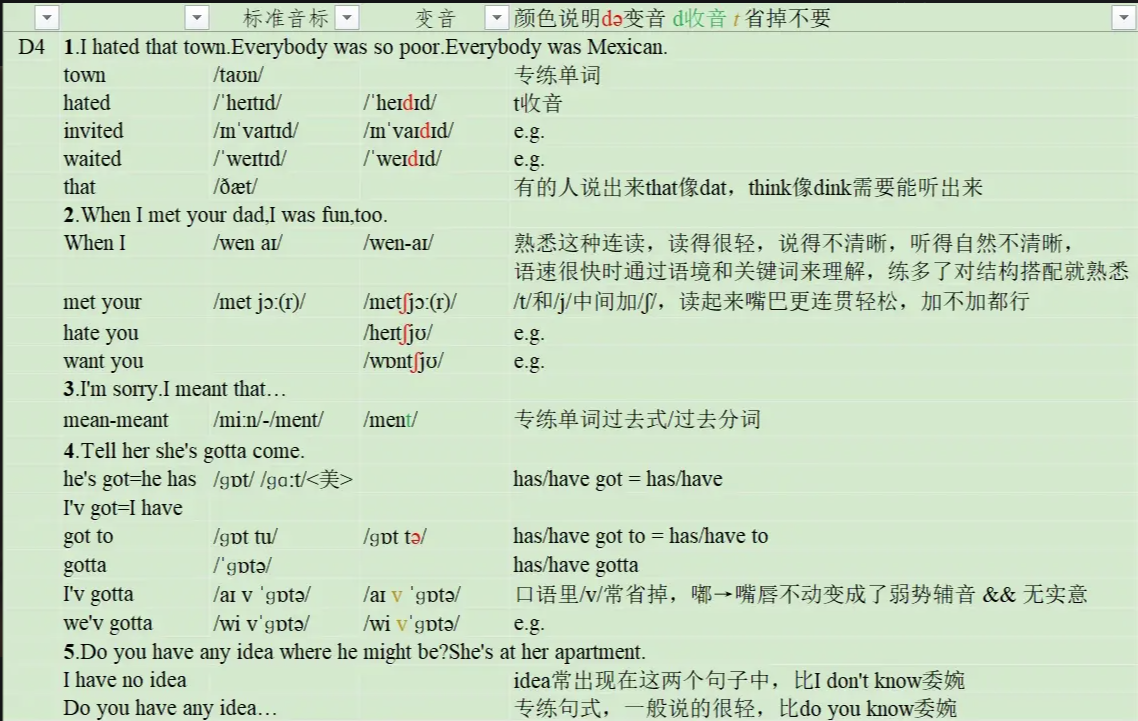 标准音标 变音 颜色说明də变音 d收音 t 省掉不要
D4 1.I hated that town.Everybody was so poor.Everybody was Mexican.
town /taʊn/ 专练单词
hated /ˈheɪtɪd/ /ˈheɪdɪd/ t收音
invited /ɪnˈvaɪtɪd/ /ɪnˈvaɪdɪd/ e.g.
waited /ˈweɪtɪd/ /ˈweɪdɪd/ e.g.
that /ðæt/ 有的人说出来that像dat，think像dink需要能听出来
2.When I met your dad,I was fun,too.
When I /wen aɪ/ /wen-aɪ/ 熟悉这种连读，读得很轻，说得不清晰，听得自然不清晰，
语速很快时通过语境和关键词来理解，练多了对结构搭配就熟悉
met your /met jɔː(r)/ /metʃjɔː(r)/ /t/和/j/中间加/ʃ/，读起来嘴巴更连贯轻松，加不加都行
hate you /heɪtʃjʊ/ e.g.
want you /wɒntʃjʊ/ e.g.
3.I'm sorry.I meant that…
mean-meant /miːn/-/ment/ /ment/ 专练单词过去式/过去分词
4.Tell her she's gotta come.
he's got=he has /ɡɒt/ /ɡɑːt/<美> has/have got = has/have
I'v got=I have
got to /ɡɒt tu/ /ɡɒt tə/ has/have got to = has/have to
gotta /ˈɡɒtə/ has/have gotta
I'v gotta /aɪ v ˈɡɒtə/ /aɪ v ˈɡɒtə/ 口语里/v/常省掉，嘟→嘴唇不动变成了弱势辅音 && 无实意
we'v gotta /wi vˈɡɒtə/ /wi vˈɡɒtə/ e.g.
5.Do you have any idea where he might be?She's at her apartment.
I have no idea idea常出现在这两个句子中，比I don't know委婉
Do you have any idea… 专练句式，一般说的很轻，比do you know委婉